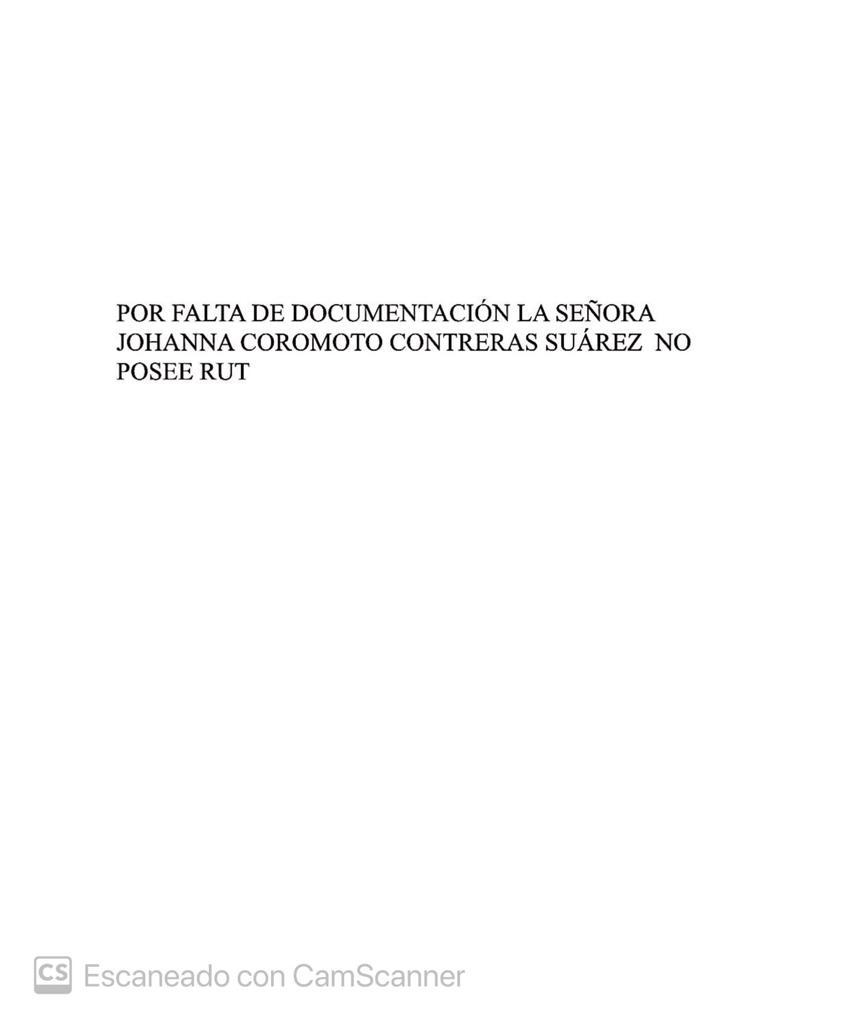 POR FALTA DE DOCUMENTACIÓN LA SEÑORA
JOHANNA COROMOTO CONTRERAS SUÁREZ NO
POSEE RUT
CS Escaneado con CamScanner